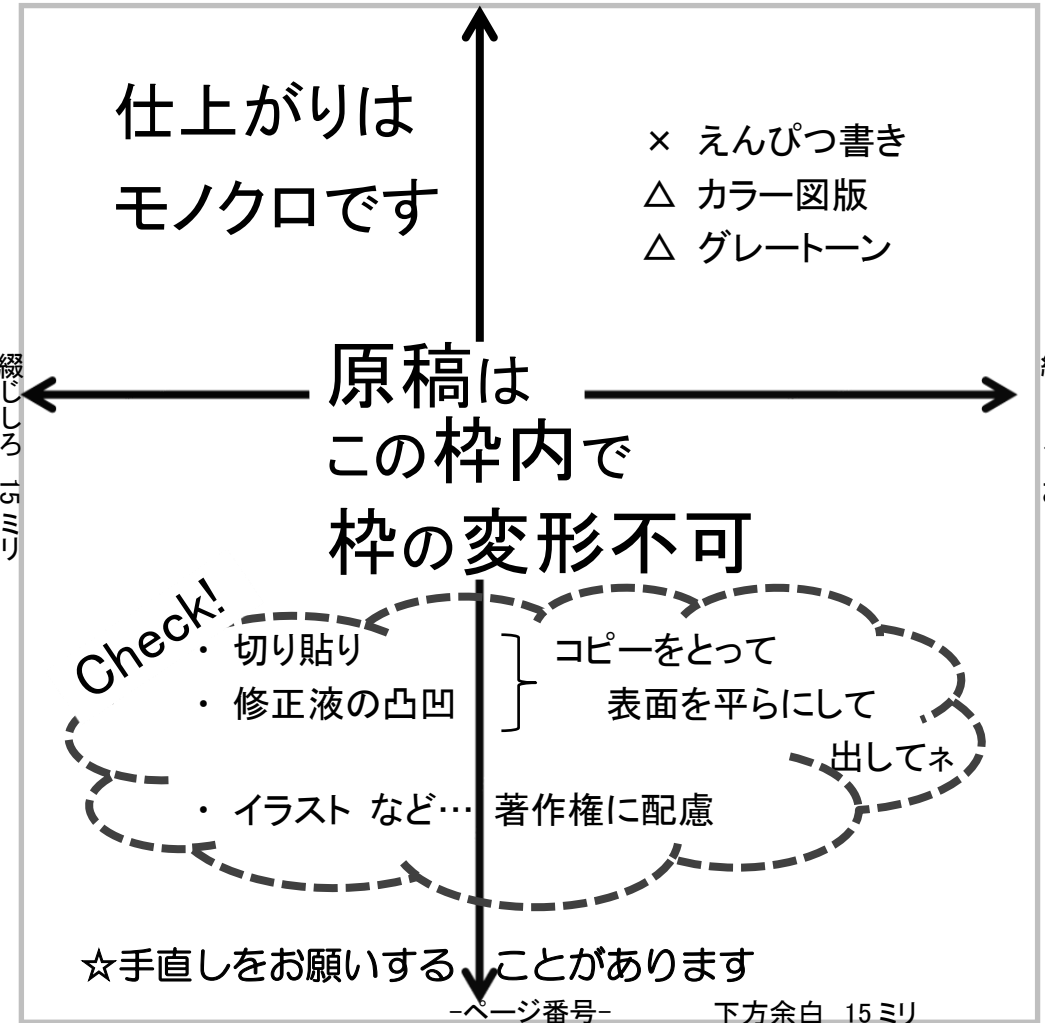 仕上がりは
モノクロです
× えんぴつ書き
△ カラー図版
△ グレートーン
綴じしろ 15ミリ
原稿は
この枠内で
枠の変形不可
Check!
・ 切り貼り
・ 修正液の凸凹
コピーをとって
表面を平らにして
出してネ
・ イラスト など… 著作権に配慮
☆手直しをお願いする ことがあります
-ページ番号-
下方余白 15ミリ